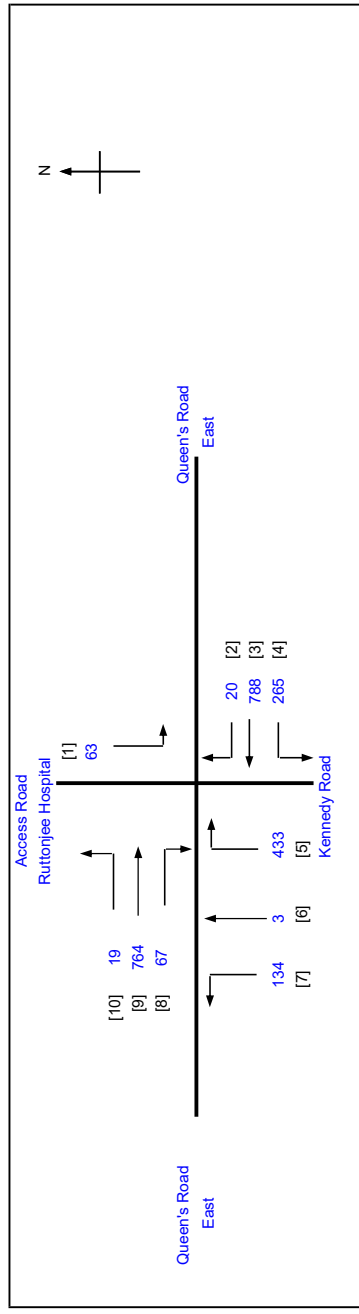 N
Access Road
Ruttonjee Hospital
[1]
63
[10] 19
[9] 764
[8] 67
Queen's Road
East
Queen's Road
East
20 [2]
788 [3]
265 [4]
134 3 433
[7] [6] [5]
Kennedy Road